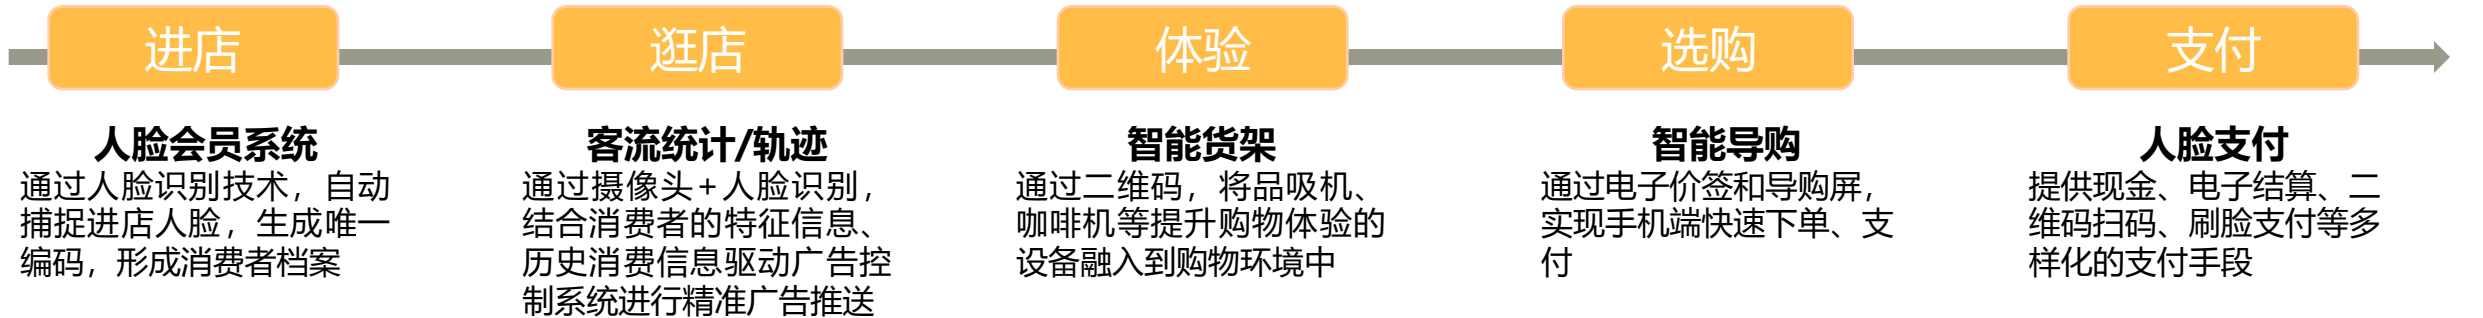 进店
逛店
体验
选购
支付
人脸会员系统
通过人脸识别技术，自动
捕捉进店人脸，生成唯一
编码，形成消费者档案
客流统计/轨迹
通过摄像头+人脸识别，
结合消费者的特征信息、
历史消费信息驱动广告控
制系统进行精准广告推送
智能货架
通过二维码，将品吸机、
咖啡机等提升购物体验的
设备融入到购物环境中
智能导购
通过电子价签和导购屏，
实现手机端快速下单、支
付
人脸支付
提供现金、电子结算、二
维码扫码、刷脸支付等多
样化的支付手段